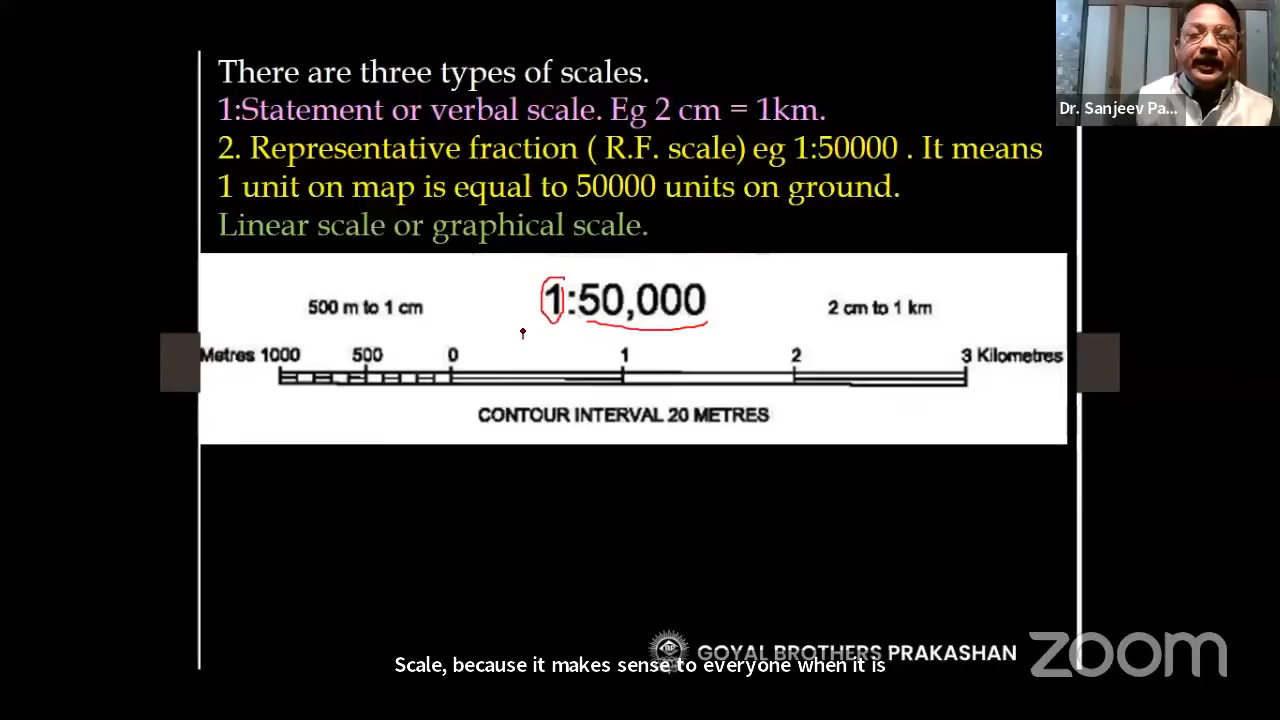 There are three types of scales.
1:Statement or verbal scale. Eg 2 cm = 1km.
2. Representative fraction ( R.F. scale) eg 1:50000 . It means
1 unit on map is equal to 50000 units on ground.
Linear scale or graphical scale.
Dr. Sanjeev Pa...
500 m to 1 cm 1:50,000 2 cm to 1 km
Metres 1000 500 0 1 2 3 Kilometres
CONTOUR INTERVAL 20 METRES
GOYAL BROTHERS PRAKASHAN
zoom
Scale, because it makes sense to everyone when it is